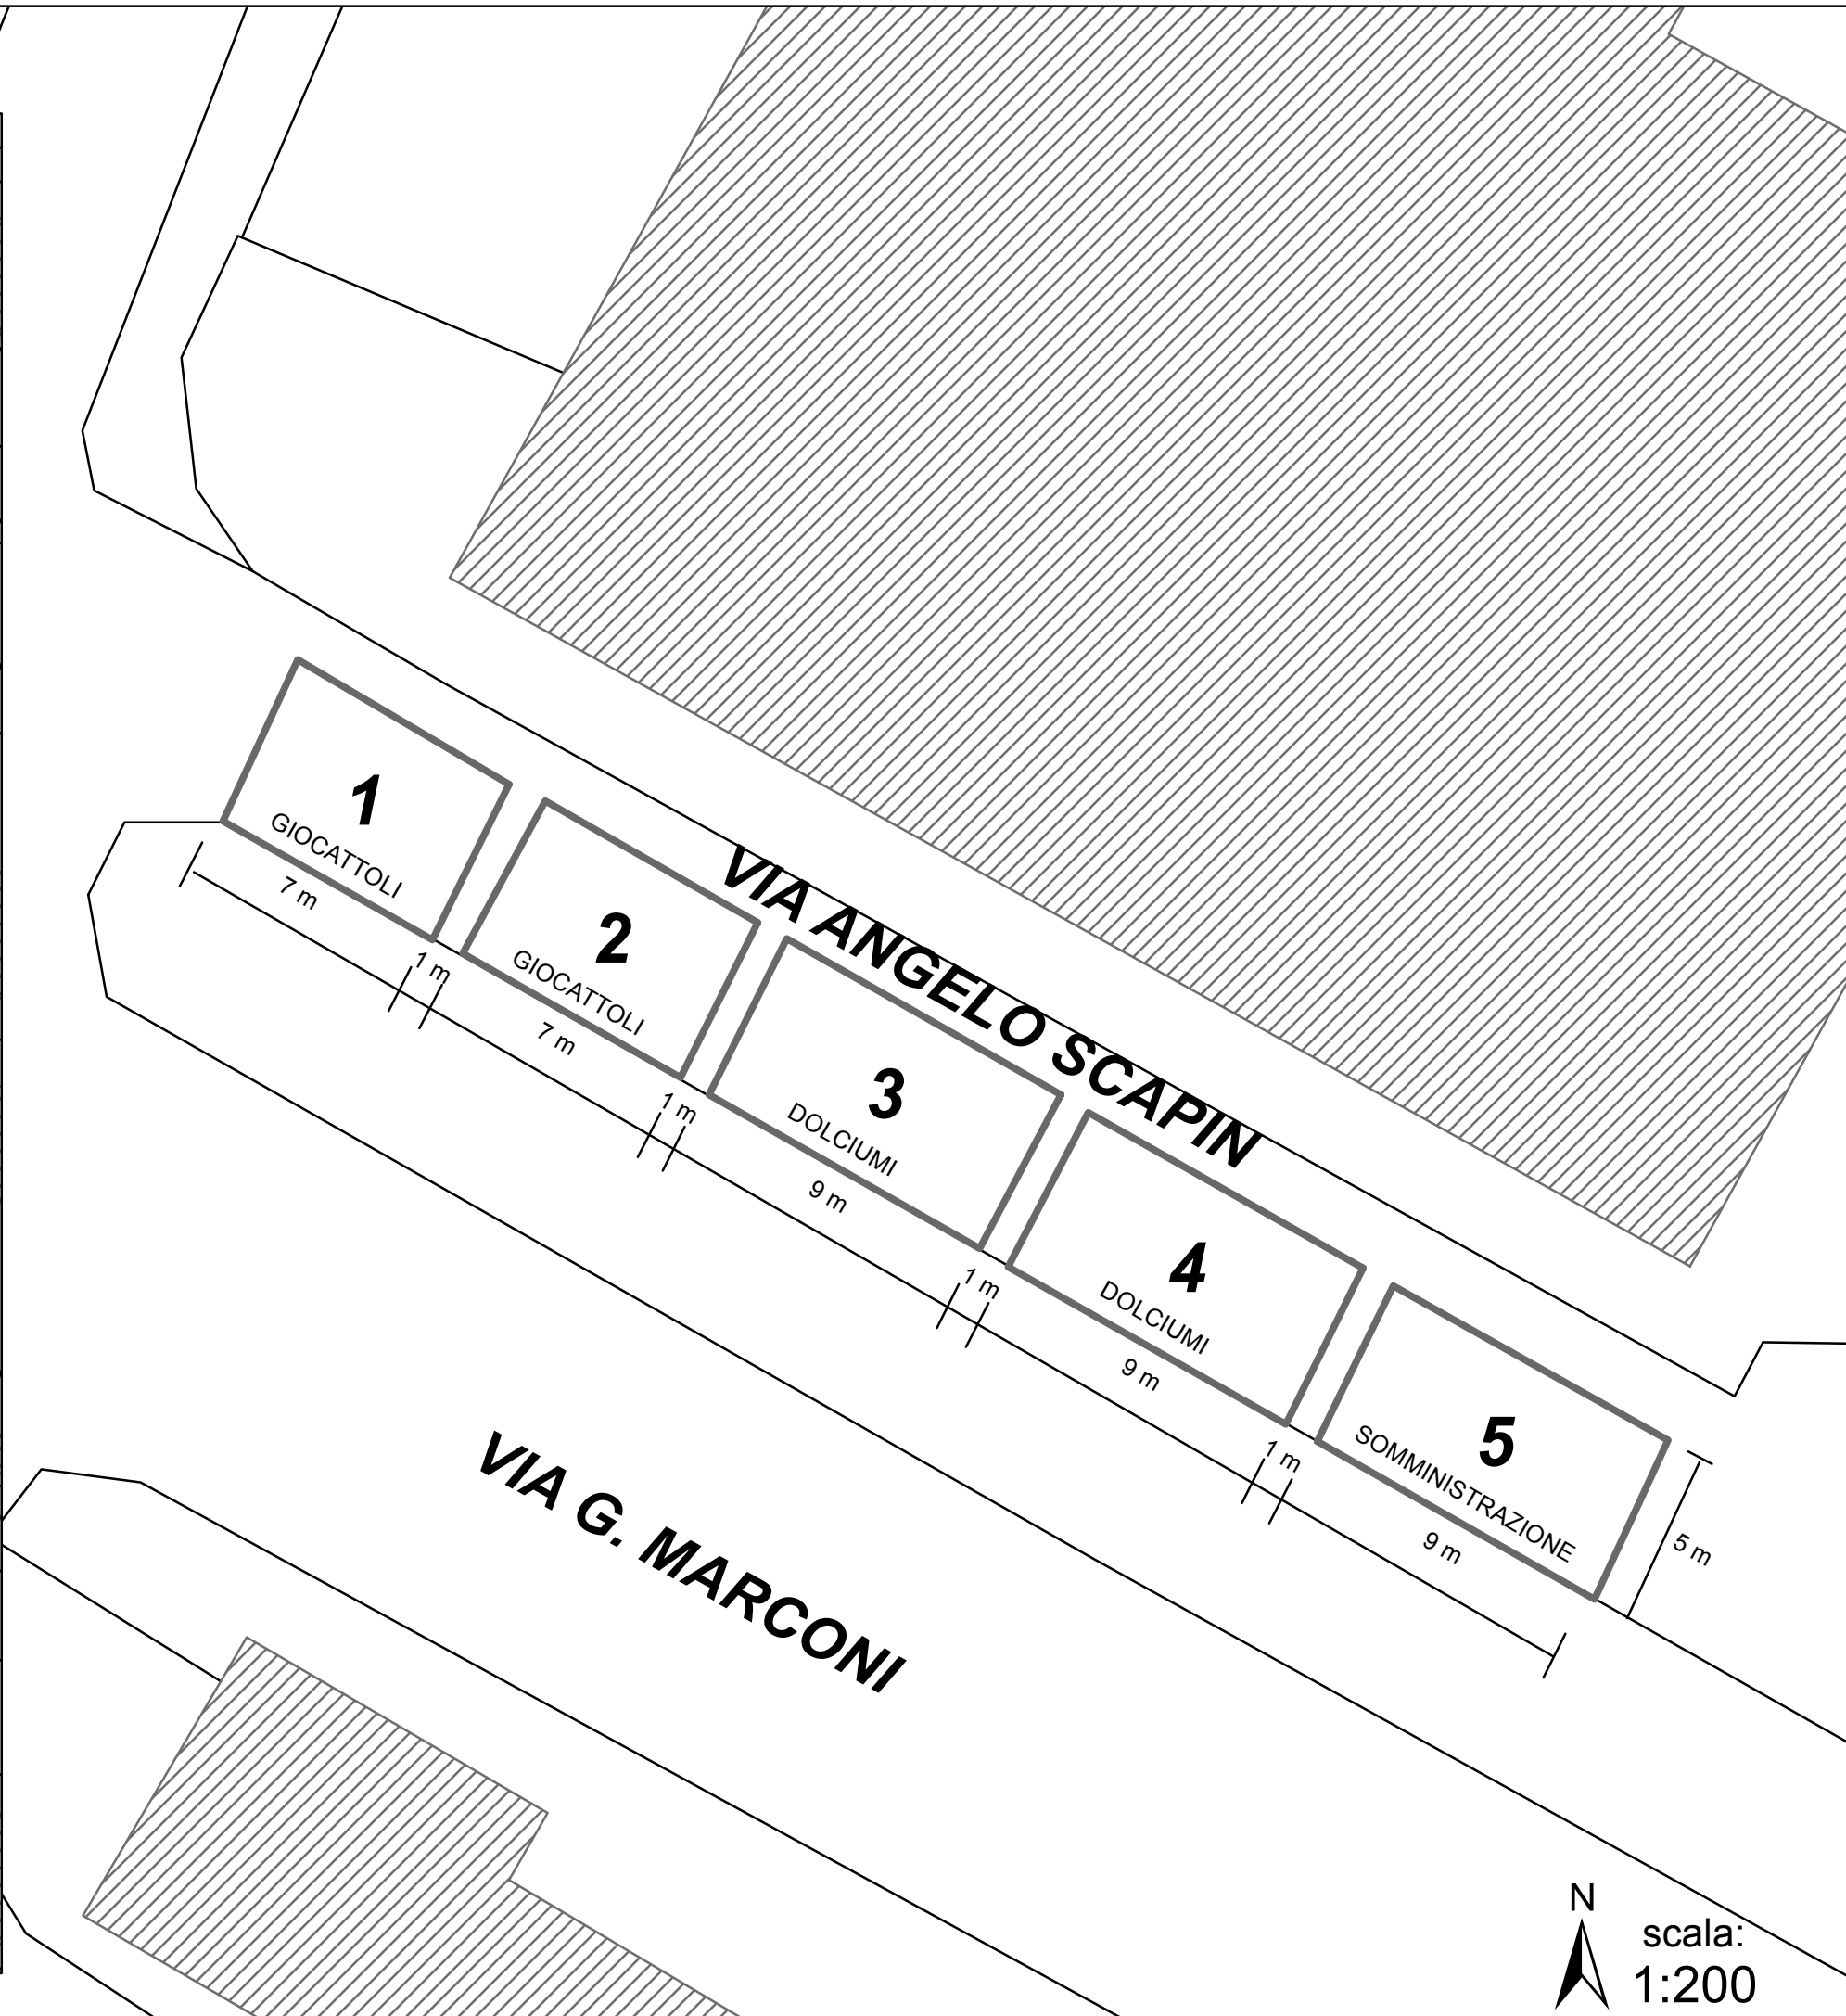 1
GIOCATTOLI
7 m
1 m
2
GIOCATTOLI
7 m
1 m
VIA ANGELO SCAPIN
3
DOLCIUMI
9 m
1 m
4
DOLCIUMI
9 m
1 m
5
SOMMINISTRAZIONE
9 m
5 m
VIA G. MARCONI
N
scala:
1:200